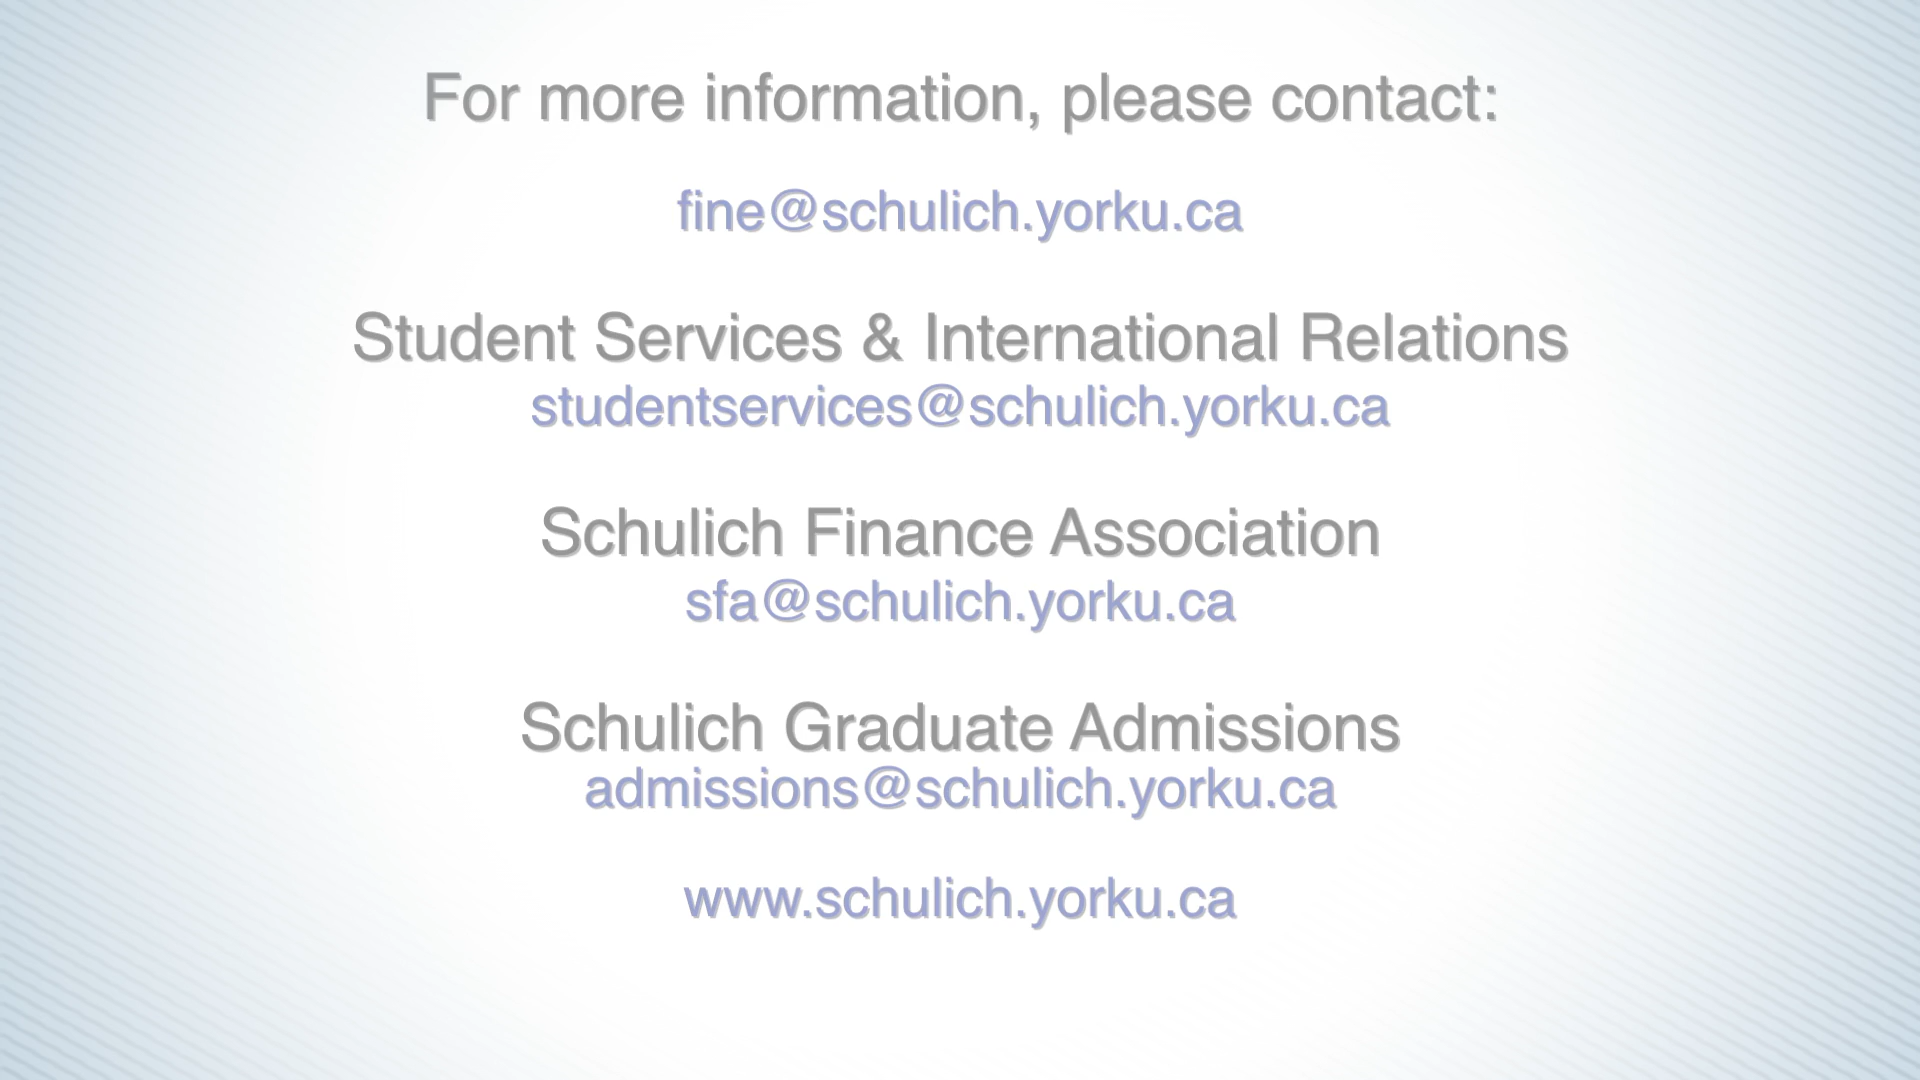 For more information, please contact:
fine@schulich.yorku.ca
Student Services & International Relations
studentservices@schulich.yorku.ca
Schulich Finance Association
sfa@schulich.yorku.ca
Schulich Graduate Admissions
admissions@schulich.yorku.ca
www.schulich.yorku.ca